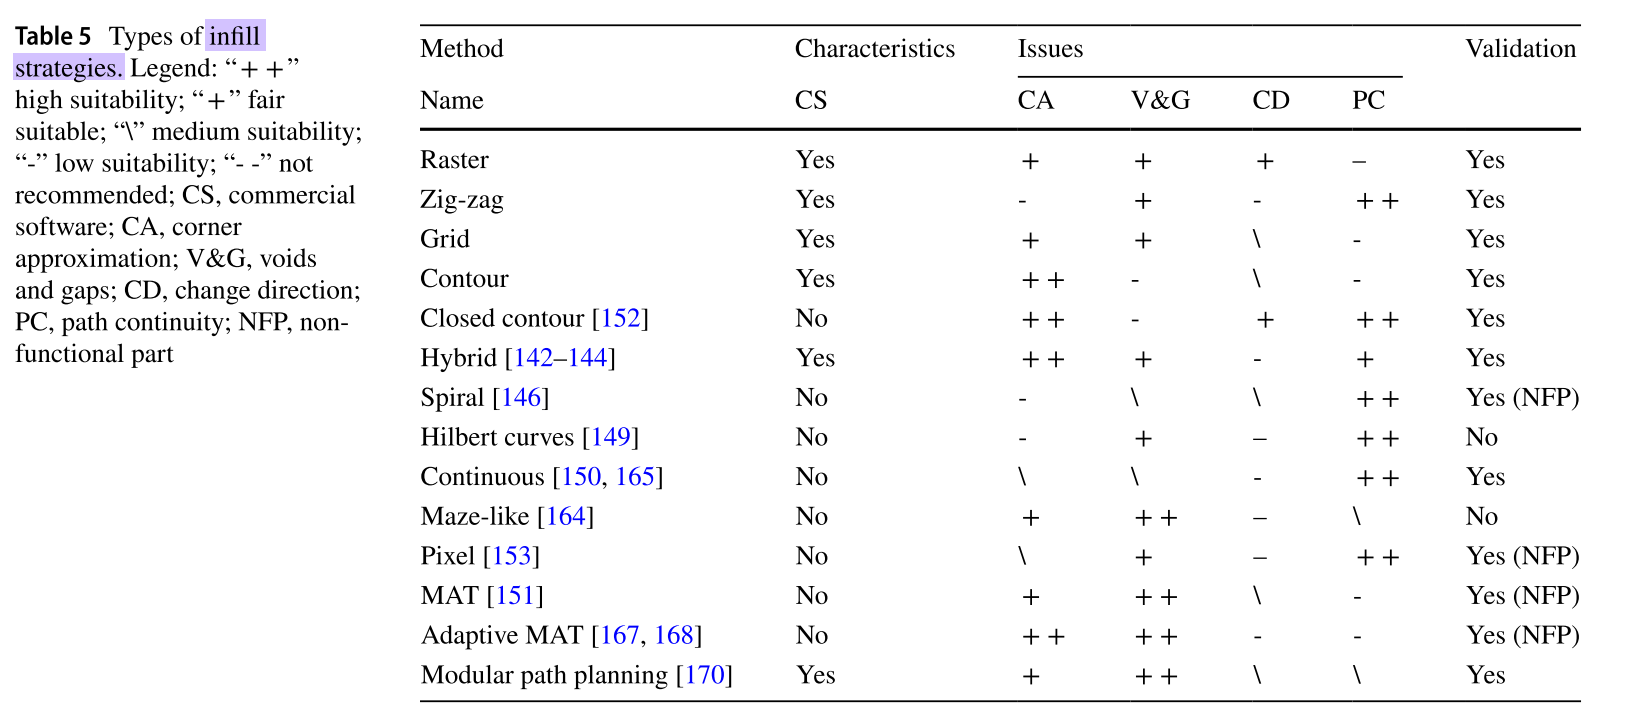 Table 5 Types of infill
strategies. Legend: “+ +”
high suitability; “+” fair
suitable; “\” medium suitability;
“-” low suitability; “- -” not
recommended; CS, commercial
software; CA, corner
approximation; V&G, voids
and gaps; CD, change direction;
PC, path continuity; NFP, non-
functional part
Method Characteristics Issues Validation
Name CS CA V&G CD PC
Raster Yes + + + – Yes
Zig-zag Yes - + - + + Yes
Grid Yes + + \ - Yes
Contour Yes + + - \ - Yes
Closed contour [152] No + + - + + + Yes
Hybrid [142–144] Yes + + + - + Yes
Spiral [146] No - \ \ + + Yes (NFP)
Hilbert curves [149] No - + – + + No
Continuous [150, 165] No \ \ - + + Yes
Maze-like [164] No + + + – \ No
Pixel [153] No \ + – + + Yes (NFP)
MAT [151] No + + + \ - Yes (NFP)
Adaptive MAT [167, 168] No + + + + - - Yes (NFP)
Modular path planning [170] Yes + + + \ \ Yes